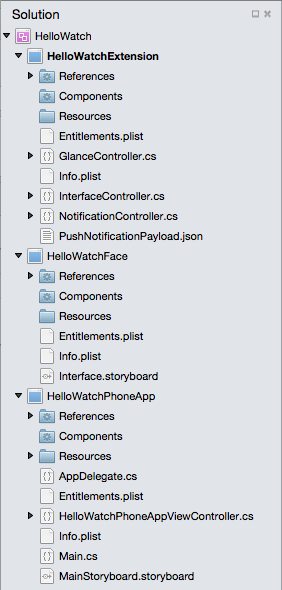 Solution
HelloWatch
HelloWatchExtension
References
Components
Resources
Entitlements.plist
GlanceController.cs
Info.plist
InterfaceController.cs
NotificationController.cs
PushNotificationPayload.json
HelloWatchFace
References
Components
Resources
Entitlements.plist
Info.plist
Interface.storyboard
HelloWatchPhoneApp
References
Components
Resources
AppDelegate.cs
Entitlements.plist
HelloWatchPhoneAppViewController.cs
Info.plist
Main.cs
MainStoryboard.storyboard